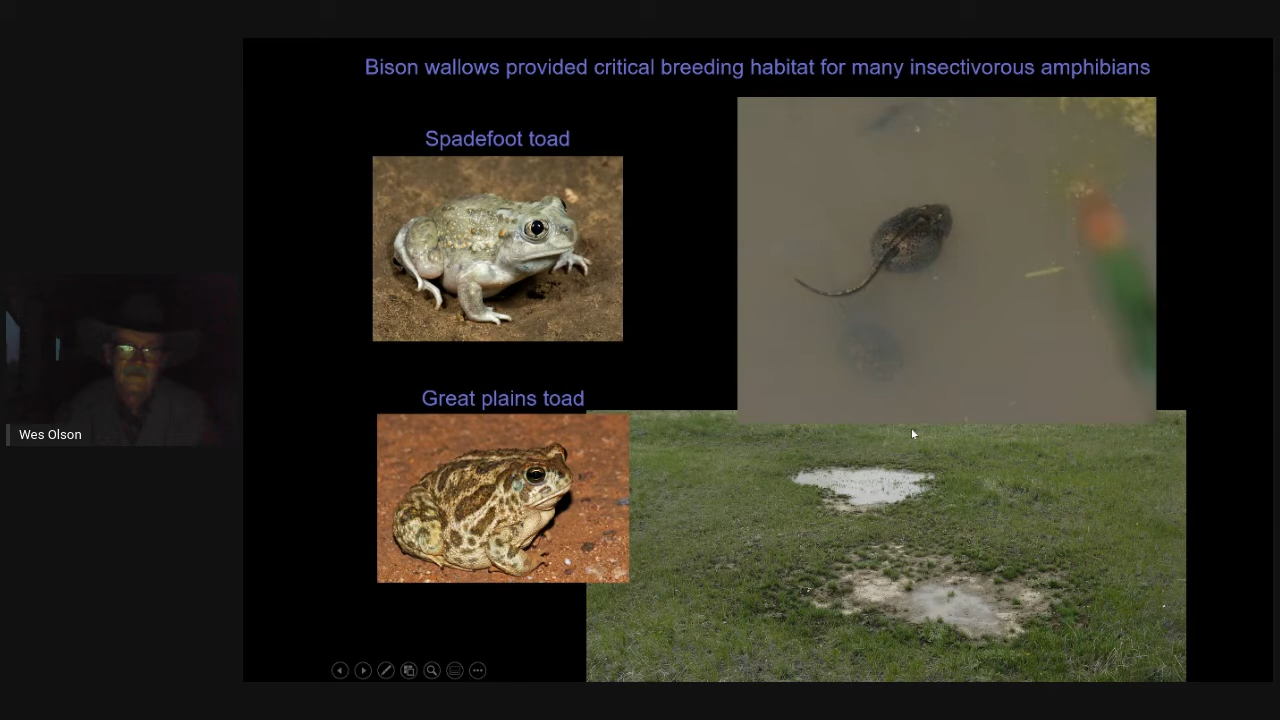 Bison wallows provided critical breeding habitat for many insectivorous amphibians
Spadefoot toad
Great plains toad
Wes Olson